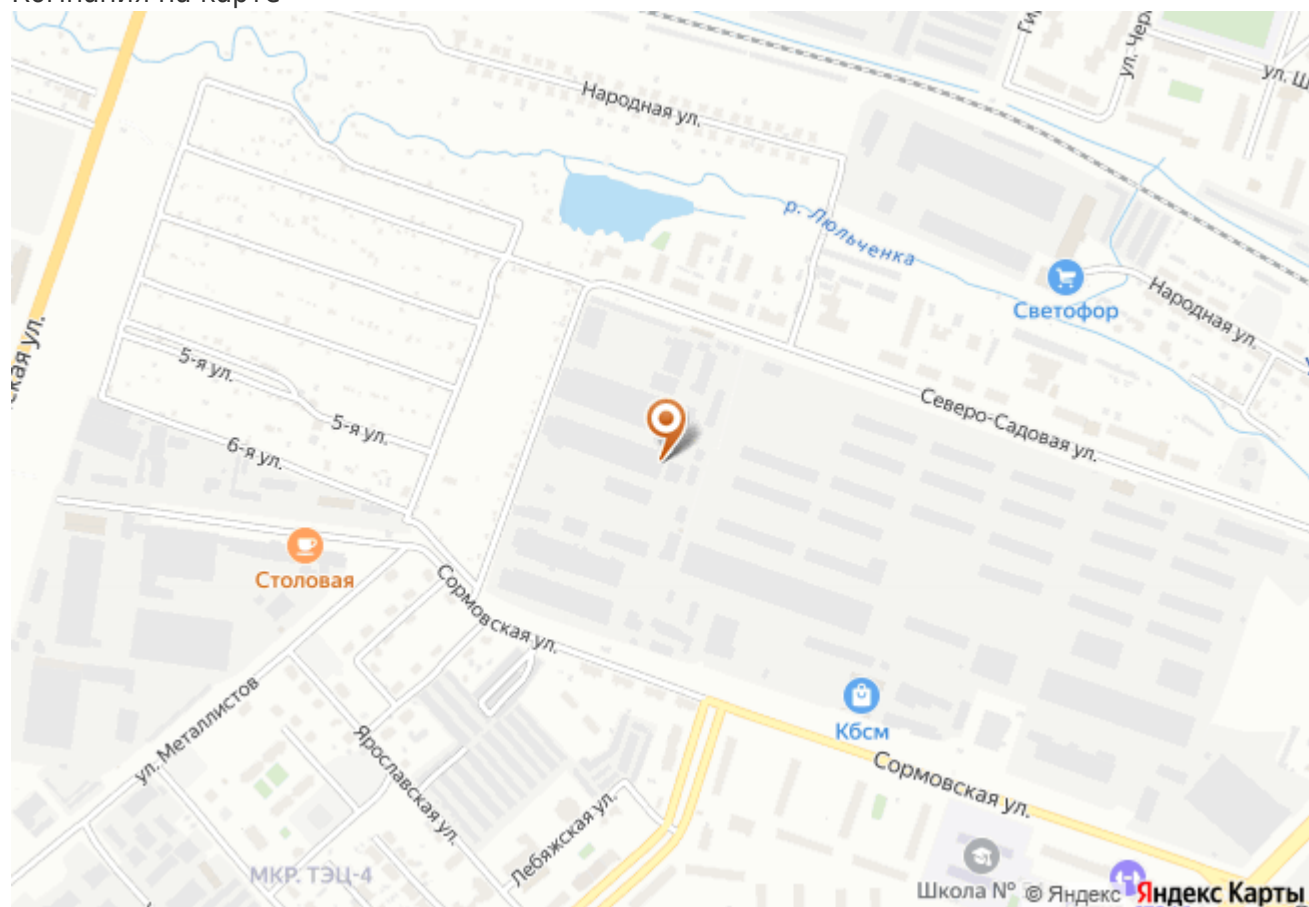 Компания на карте
Народная ул.
р. Люльченка
Светофор
Народная ул.
5-я ул.
5-я ул.
6-я ул.
Северо-Садовая ул.
Столовая
Сормовская ул.
ул. Металлистов
Ярославская ул.
Лебяжская ул.
Кбсм
Сормовская ул.
МКР. ТЭЦ-4
Школа №
© Яндекс
Яндекс Карты